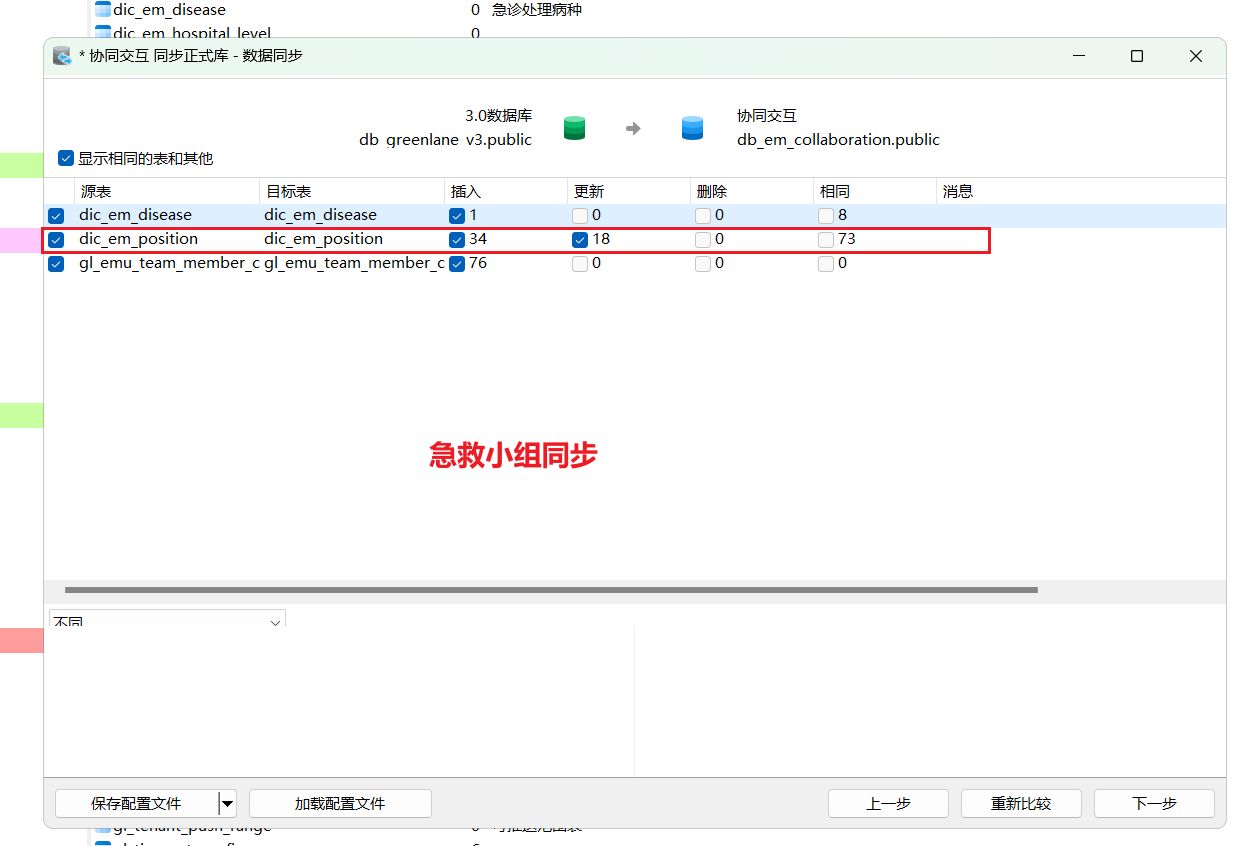 dic_em_disease 0 急诊处理病种
dic_em_hospital_level 0
* 协同交互 同步正式库 - 数据同步
3.0数据库 协同交互
db_greenlane_v3.public db_em_collaboration.public
显示相同的表和其他
源表 目标表 插入 更新 删除 相同 消息
dic_em_disease dic_em_disease 1 0 0 8
dic_em_position dic_em_position 34 18 0 73
gl_emu_team_member_c gl_emu_team_member_c 76 0 0 0
急救小组同步
不同
保存配置文件 加载配置文件 上一步 重新比较 下一步
gl_tenant_push_range